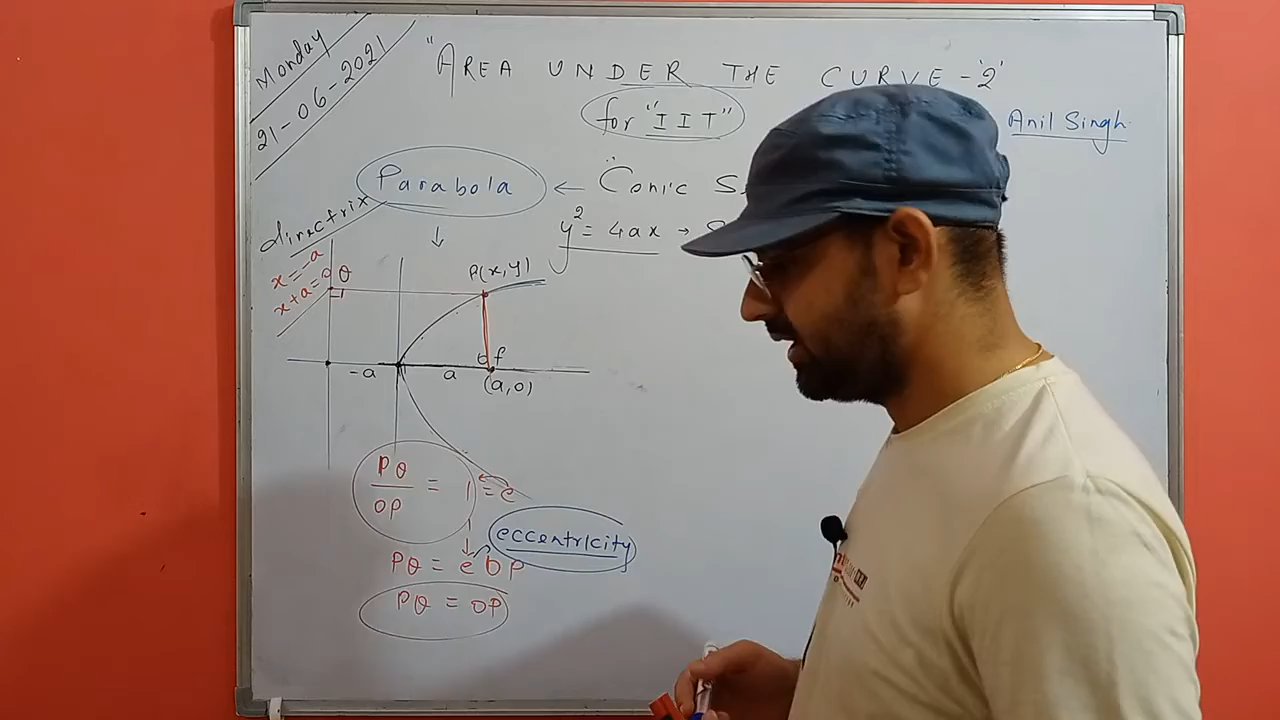 Monday
21-06-2021
"AREA UNDER THE CURVE -'2'
for "IIT"
Anil Singh
Parabola ← "Conic S
directrix
y² = 4ax →
x = -a
x+a=0
Q
P(x,y)
-a
a
o f
(a,0)
PQ/OP = 1 = e
eccentricity
PQ = e OP
PQ = OP